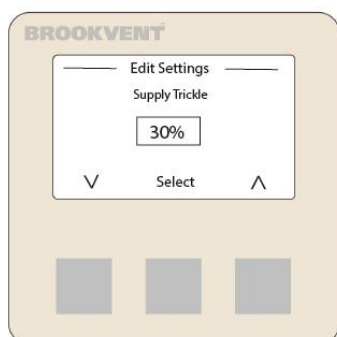 BROOKVENT
Edit Settings
Supply Trickle
30%
Select